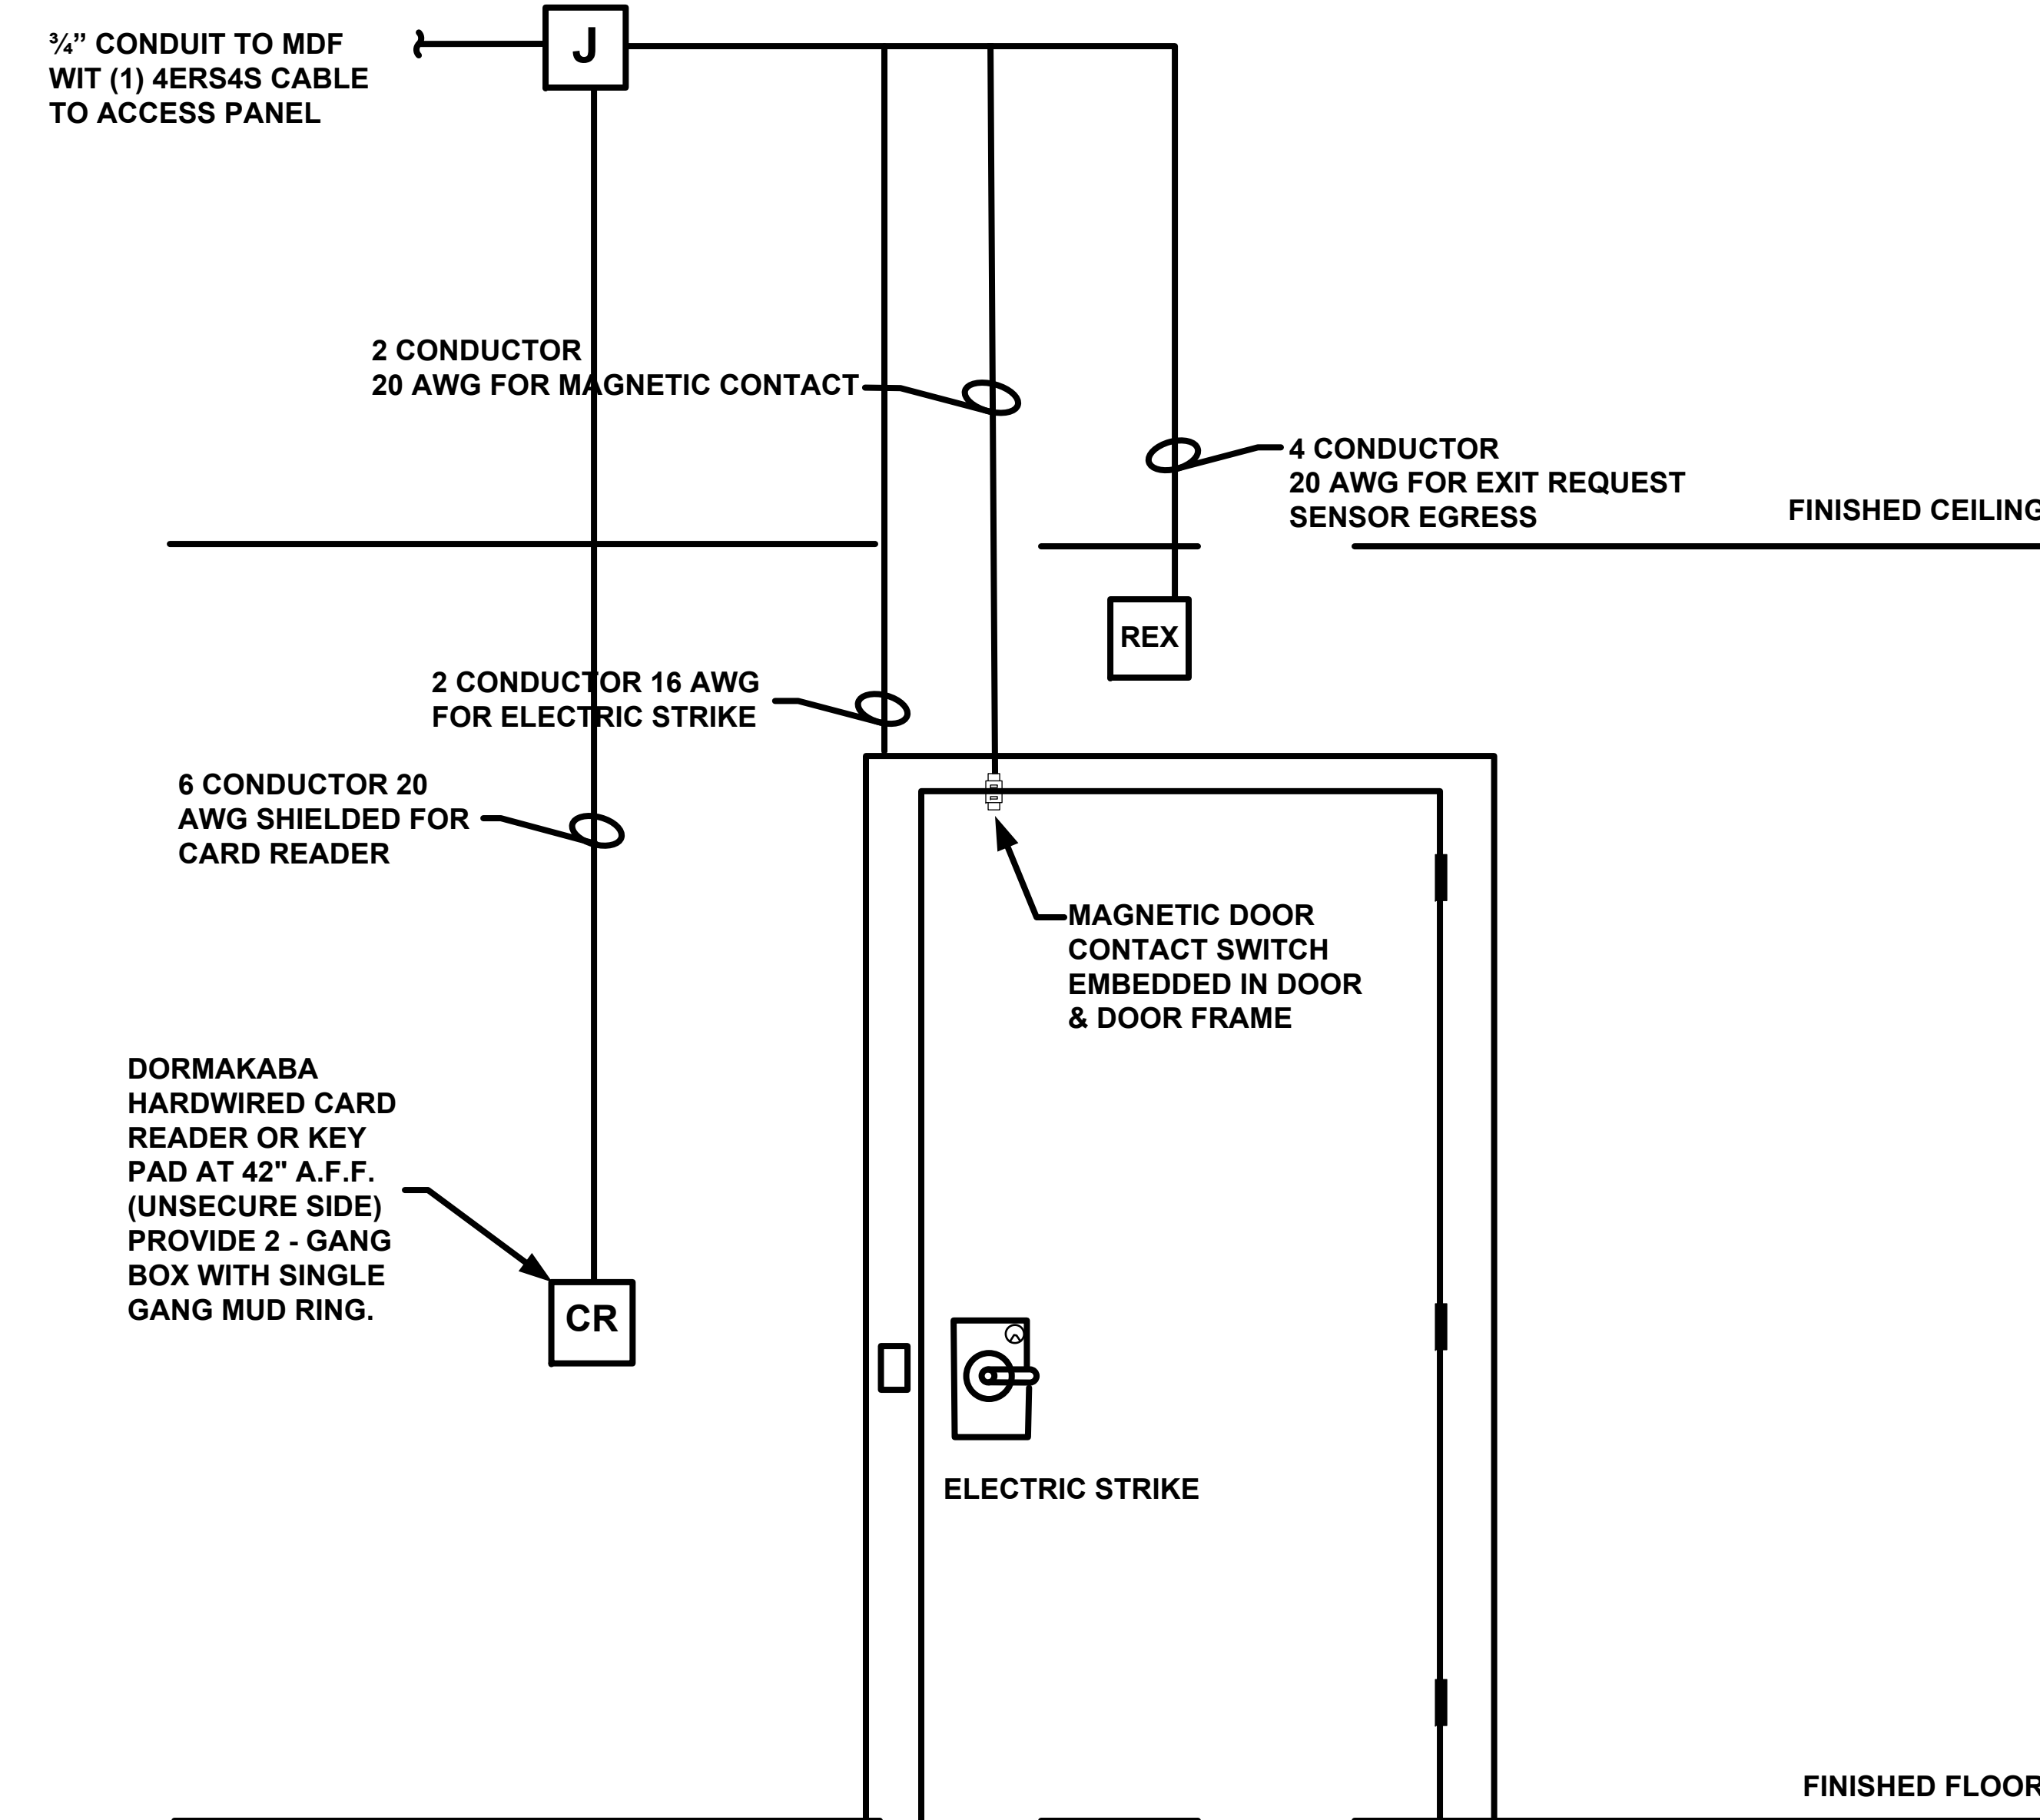 ¾” CONDUIT TO MDF
WIT (1) 4ERS4S CABLE
TO ACCESS PANEL
J
2 CONDUCTOR
20 AWG FOR MAGNETIC CONTACT
4 CONDUCTOR
20 AWG FOR EXIT REQUEST
SENSOR EGRESS
FINISHED CEILING
REX
2 CONDUCTOR 16 AWG
FOR ELECTRIC STRIKE
6 CONDUCTOR 20
AWG SHIELDED FOR
CARD READER
MAGNETIC DOOR
CONTACT SWITCH
EMBEDDED IN DOOR
& DOOR FRAME
DORMAKABA
HARDWIRED CARD
READER OR KEY
PAD AT 42" A.F.F.
(UNSECURE SIDE)
PROVIDE 2 - GANG
BOX WITH SINGLE
GANG MUD RING.
CR
ELECTRIC STRIKE
FINISHED FLOOR